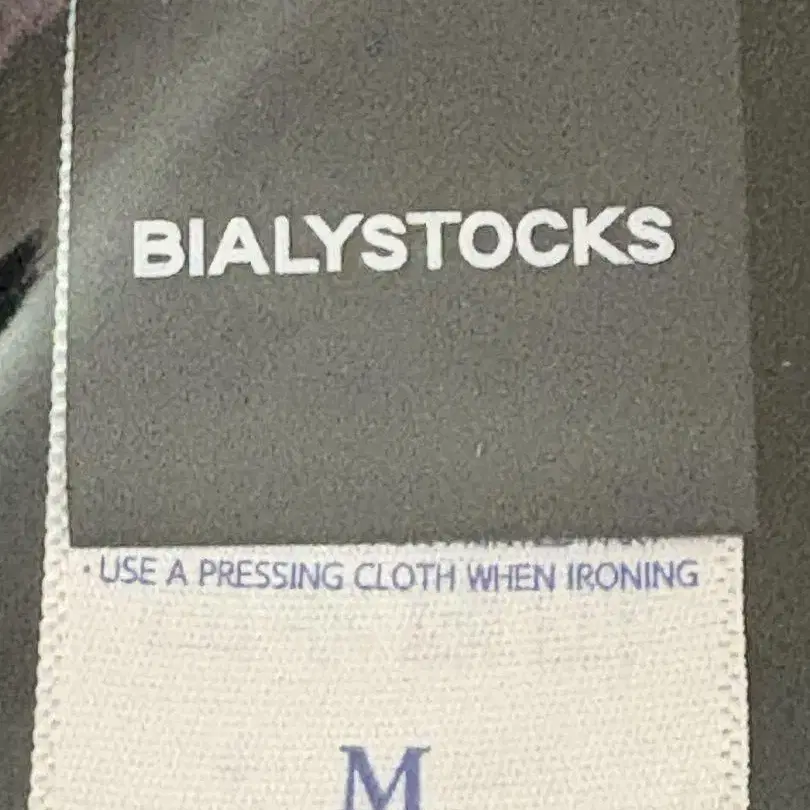 BIALYSTOCKS
· USE A PRESSING CLOTH WHEN IRONING
M